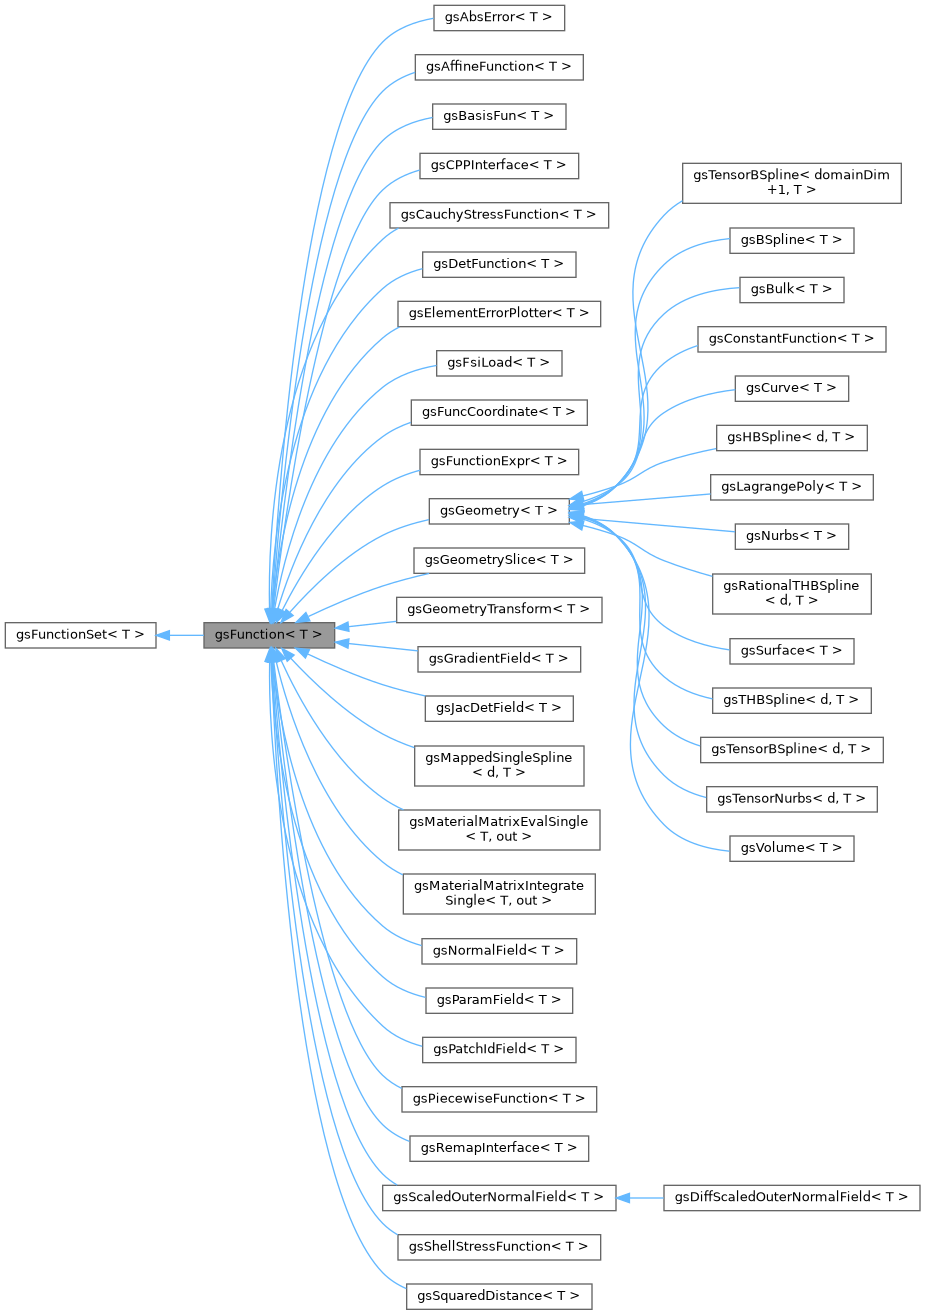 gsFunctionSet< T >
gsFunction< T >
gsAbsError< T >
gsAffineFunction< T >
gsBasisFun< T >
gsCPPInterface< T >
gsCauchyStressFunction< T >
gsDetFunction< T >
gsElementErrorPlotter< T >
gsFsiLoad< T >
gsFuncCoordinate< T >
gsFunctionExpr< T >
gsGeometry< T >
gsGeometrySlice< T >
gsGeometryTransform< T >
gsGradientField< T >
gsJacDetField< T >
gsMappedSingleSpline
< d, T >
gsMaterialMatrixEvalSingle
< T, out >
gsMaterialMatrixIntegrate
Single< T, out >
gsNormalField< T >
gsParamField< T >
gsPatchIdField< T >
gsPiecewiseFunction< T >
gsRemapInterface< T >
gsScaledOuterNormalField< T >
gsShellStressFunction< T >
gsSquaredDistance< T >
gsTensorBSpline< domainDim
+1, T >
gsBSpline< T >
gsBulk< T >
gsConstantFunction< T >
gsCurve< T >
gsHBSpline< d, T >
gsLagrangePoly< T >
gsNurbs< T >
gsRationalTHBSpline
< d, T >
gsSurface< T >
gsTHBSpline< d, T >
gsTensorBSpline< d, T >
gsTensorNurbs< d, T >
gsVolume< T >
gsDiffScaledOuterNormalField< T >